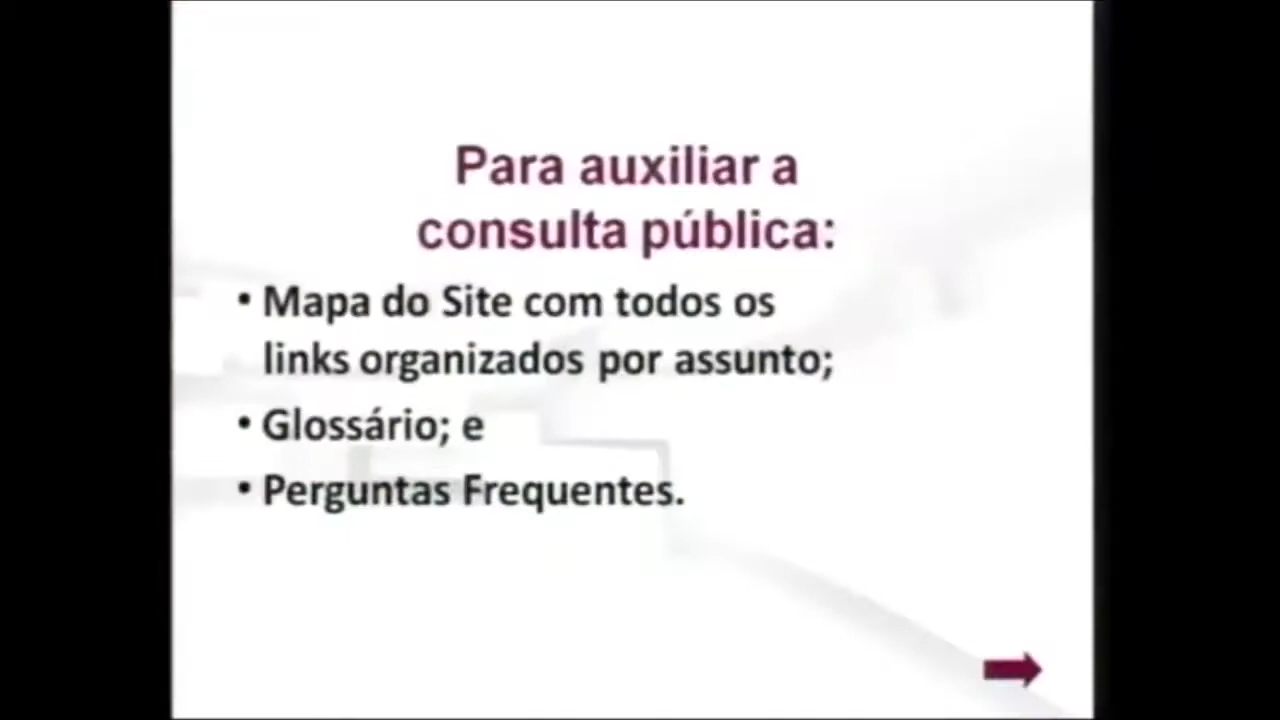 Para auxiliar a
consulta pública:
• Mapa do Site com todos os
links organizados por assunto;
• Glossário; e
• Perguntas Frequentes.